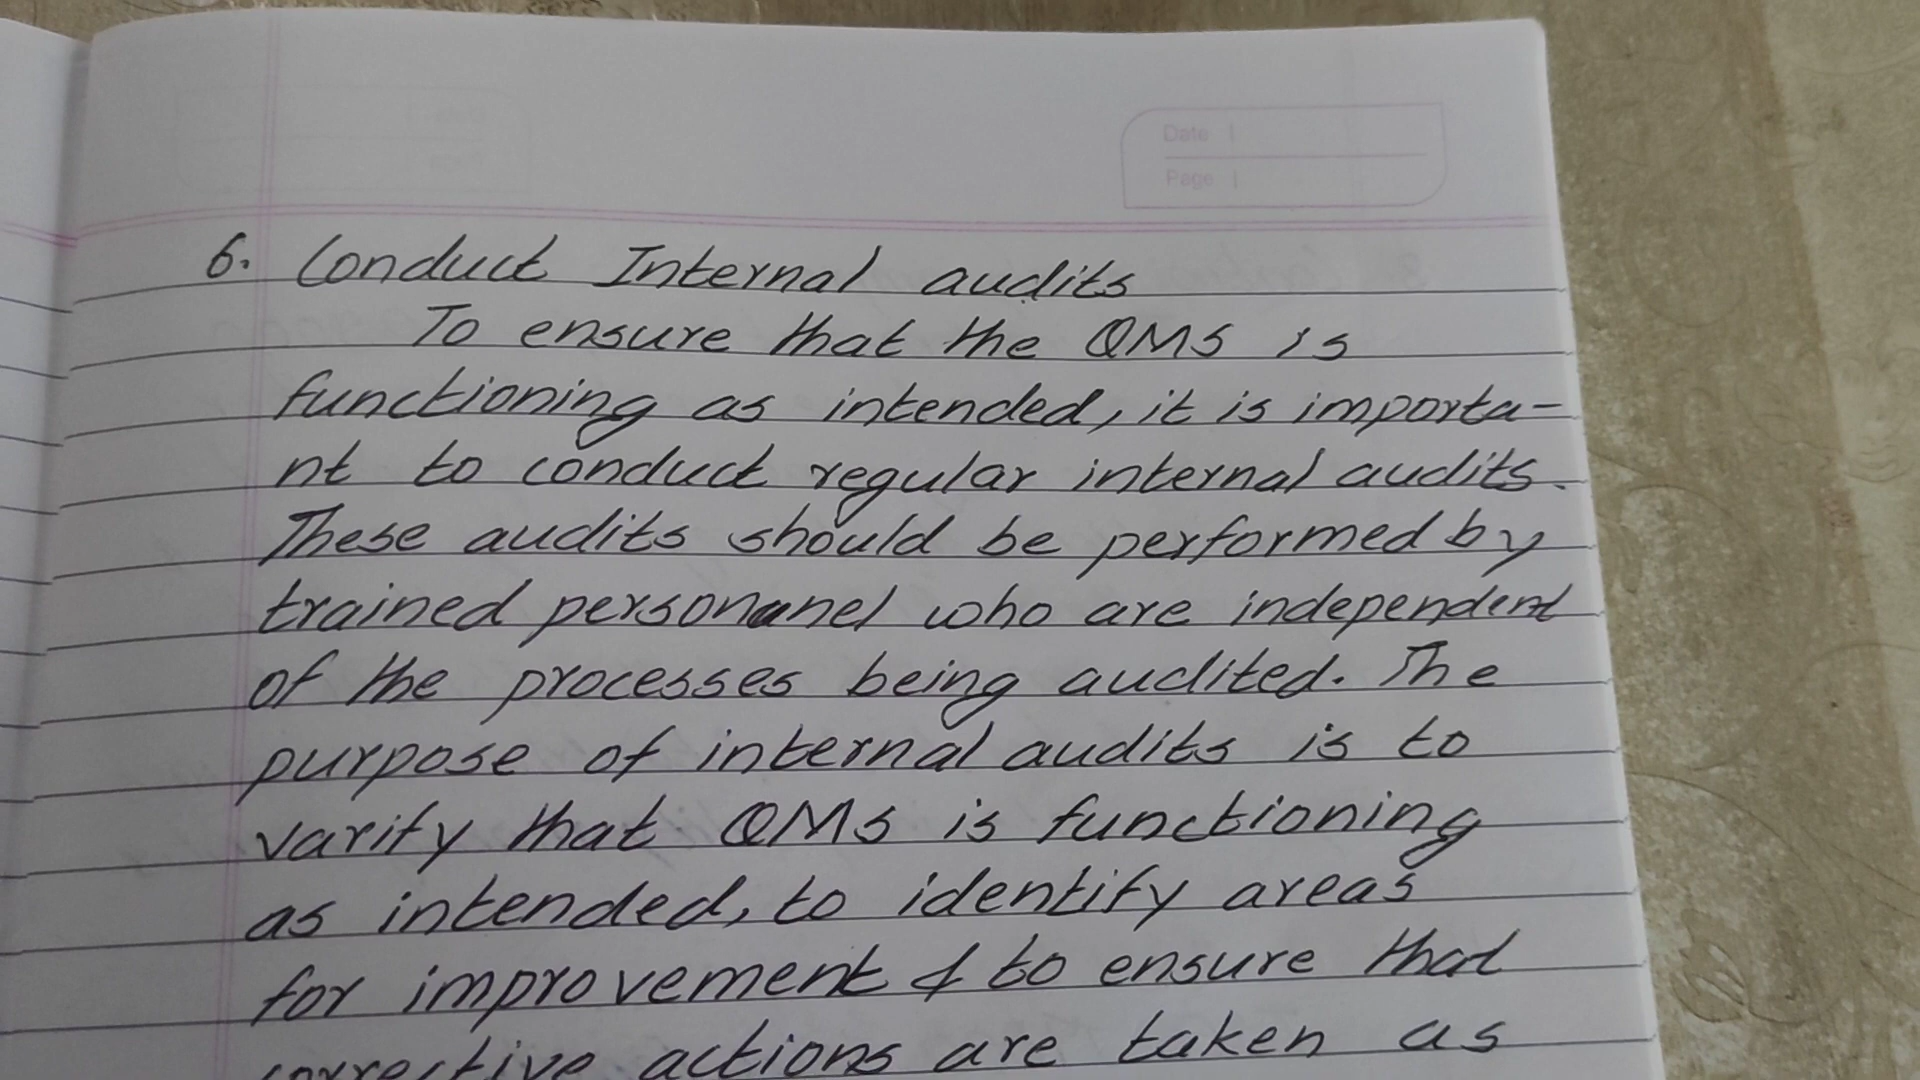 Date
Page
6. Conduct Internal audits
To ensure that the QMS is
functioning as intended, it is importa-
nt to conduct regular internal audits.
These audits should be performed by
trained personanel who are independent
of the processes being audited. The
purpose of internal audits is to
varify that QMS is functioning
as intended, to identify areas
for improvement & to ensure that
corrective actions are taken as